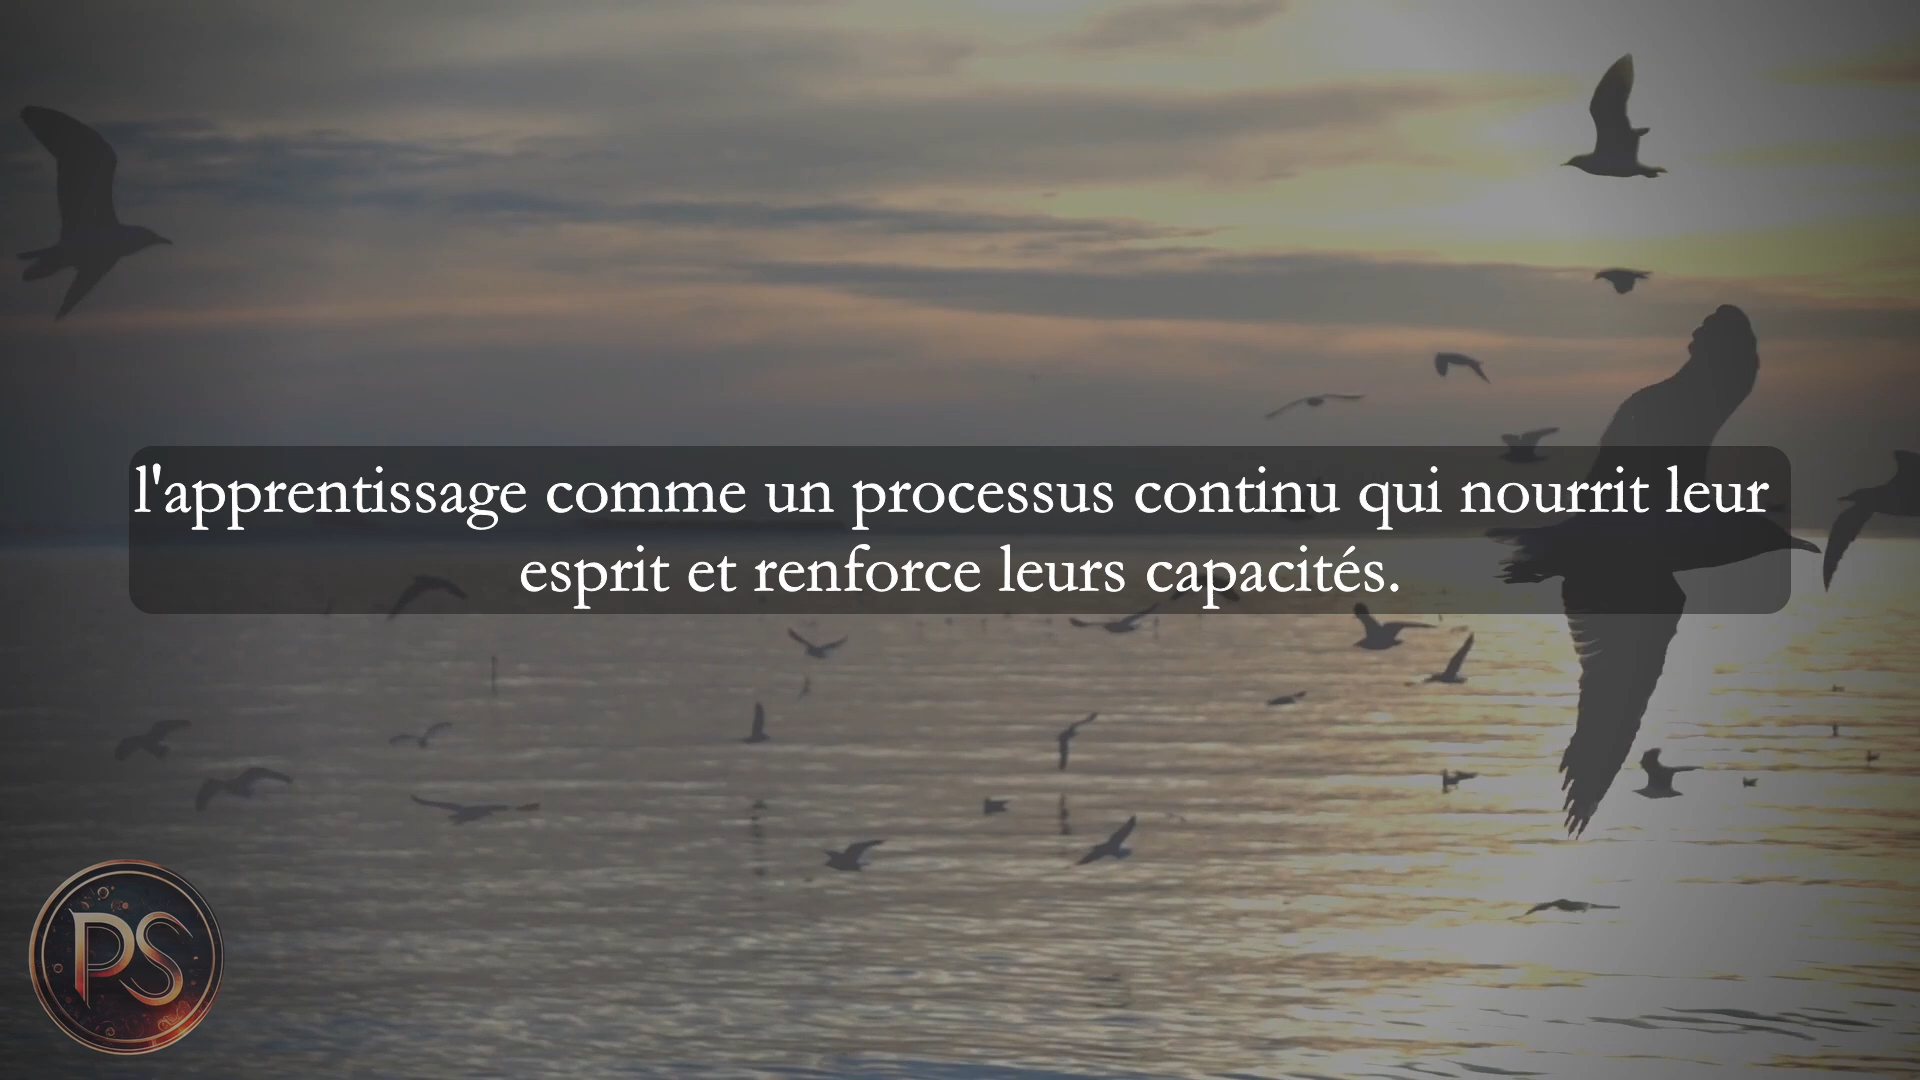 l'apprentissage comme un processus continu qui nourrit leur
esprit et renforce leurs capacités.
PS